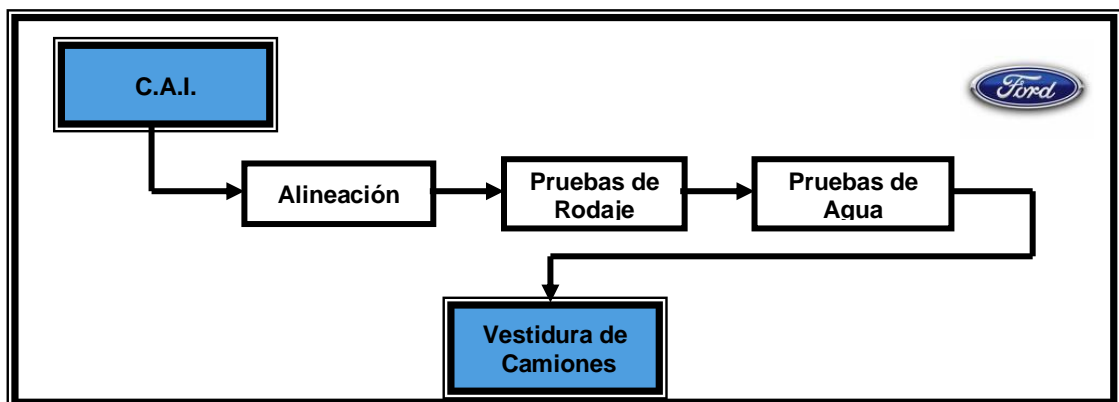 C.A.I.
Ford
Alineación
Pruebas de
Rodaje
Pruebas de
Agua
Vestidura de
Camiones